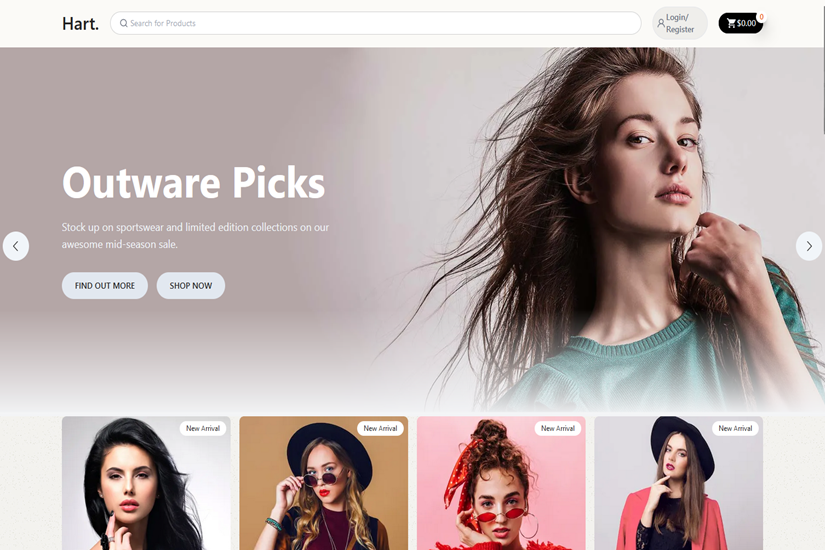 Hart.
Search for Products
Login/
Register
$0.00
0
Outware Picks
Stock up on sportswear and limited edition collections on our
awesome mid-season sale.
FIND OUT MORE
SHOP NOW
New Arrival
New Arrival
New Arrival
New Arrival